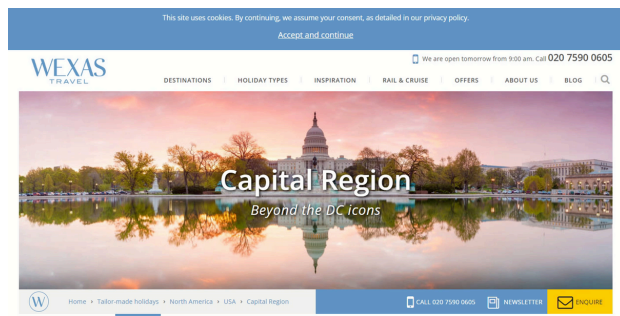 This site uses cookies. By continuing, we assume your consent, as detailed in our privacy policy.
Accept and continue
We are open tomorrow from 9:00 am. Call 020 7590 0605
WEXAS
TRAVEL
DESTINATIONS HOLIDAY TYPES INSPIRATION RAIL & CRUISE OFFERS ABOUT US BLOG
Capital Region
Beyond the DC icons
W Home Tailor-made holidays North America USA Capital Region CALL 020 7590 0605 NEWSLETTER ENQUIRE